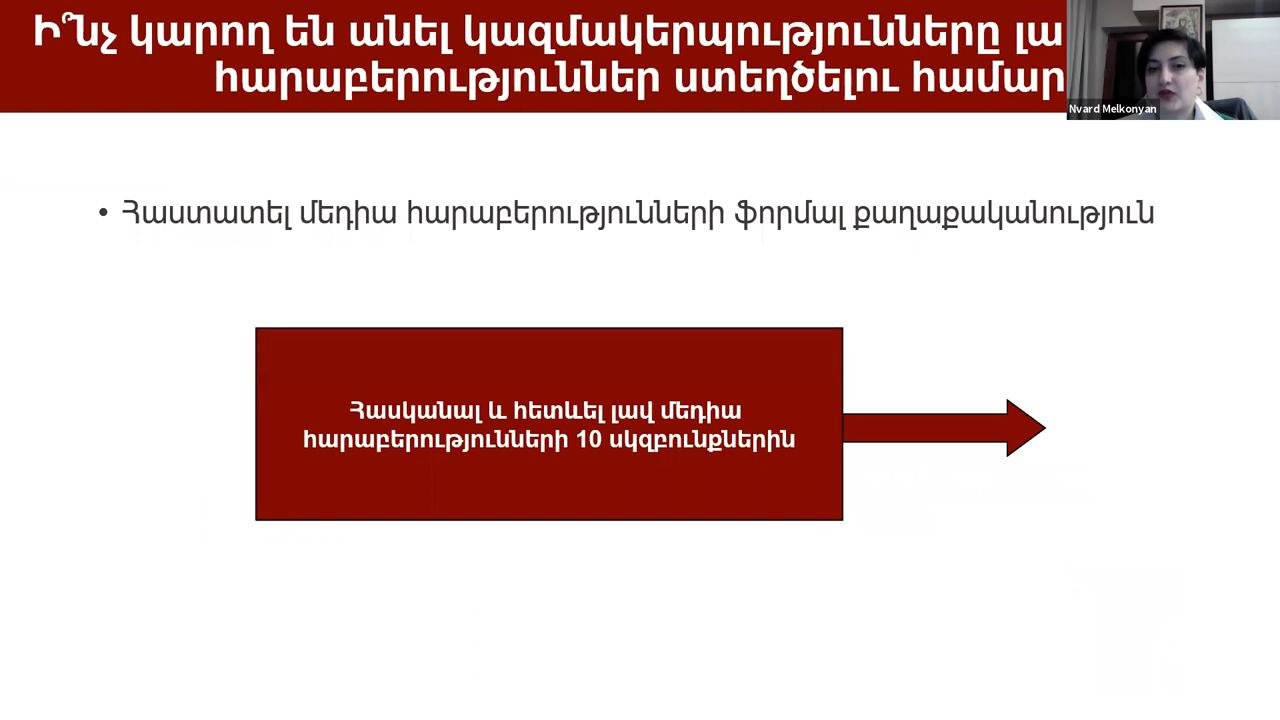 Ի՞նչ կարող են անել կազմակերպությունները լա
հարաբերություններ ստեղծելու համար
Nvard Melkonyan
• Հաստատել մեդիա հարաբերությունների ֆորմալ քաղաքականություն
Հասկանալ և հետևել լավ մեդիա
հարաբերությունների 10 սկզբունքներին